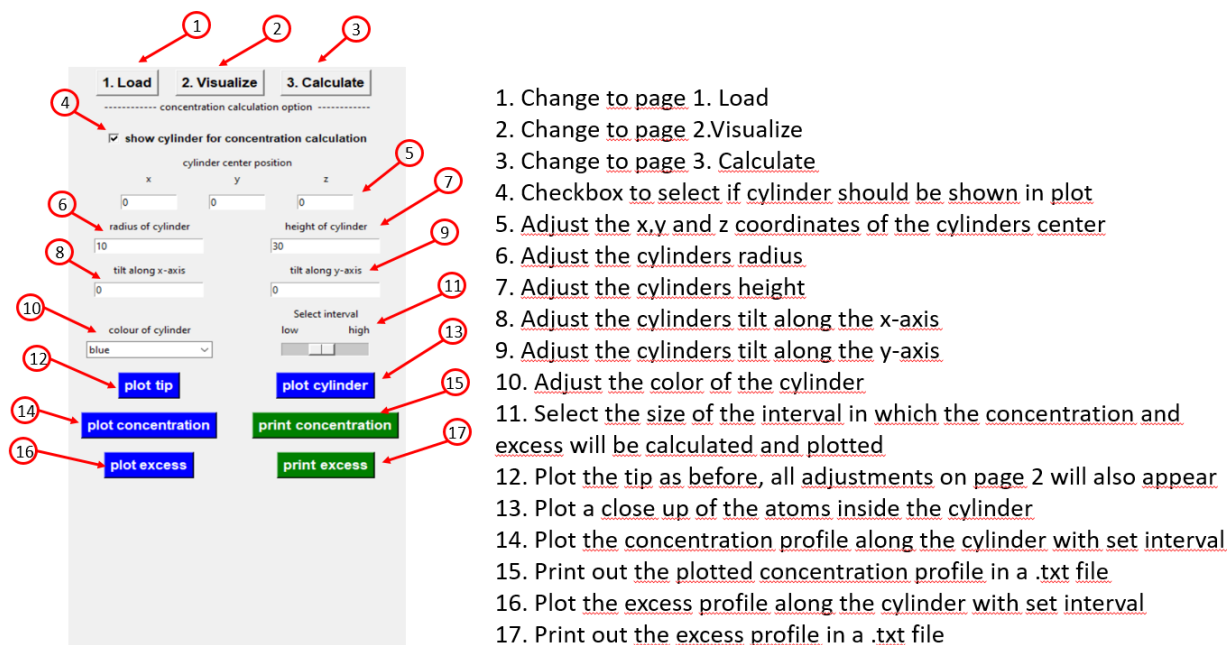 1
2
3
1. Load 2. Visualize 3. Calculate
4
------------ concentration calculation option ------------
show cylinder for concentration calculation
cylinder center position
5
x y z
0 0 0
7
6
radius of cylinder height of cylinder
10 30
9
8
tilt along x-axis tilt along y-axis
0 0
11
10
Select interval
colour of cylinder low high
13
blue
12
plot tip plot cylinder
15
14
plot concentration print concentration
17
16
plot excess print excess
1. Change to page 1. Load
2. Change to page 2.Visualize
3. Change to page 3. Calculate
4. Checkbox to select if cylinder should be shown in plot
5. Adjust the x,y and z coordinates of the cylinders center
6. Adjust the cylinders radius
7. Adjust the cylinders height
8. Adjust the cylinders tilt along the x-axis
9. Adjust the cylinders tilt along the y-axis
10. Adjust the color of the cylinder
11. Select the size of the interval in which the concentration and
excess will be calculated and plotted
12. Plot the tip as before, all adjustments on page 2 will also appear
13. Plot a close up of the atoms inside the cylinder
14. Plot the concentration profile along the cylinder with set interval
15. Print out the plotted concentration profile in a .txt file
16. Plot the excess profile along the cylinder with set interval
17. Print out the excess profile in a .txt file